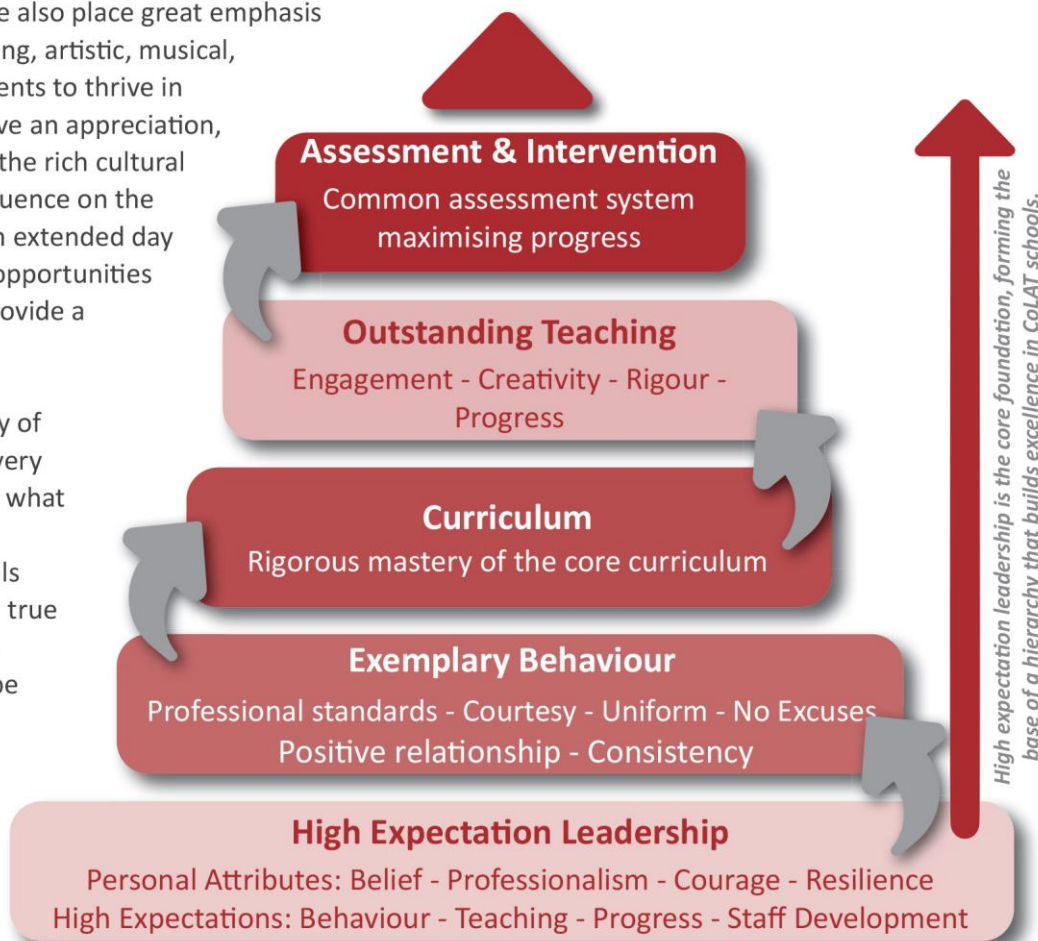 e also place great emphasis
ng, artistic, musical,
ents to thrive in
ve an appreciation,
the rich cultural
uence on the
n extended day
opportunities
rovide a
y of
very
what
ls
true
be
Assessment & Intervention
Common assessment system
maximising progress
Outstanding Teaching
Engagement - Creativity - Rigour -
Progress
Curriculum
Rigorous mastery of the core curriculum
Exemplary Behaviour
Professional standards - Courtesy - Uniform - No Excuses
Positive relationship - Consistency
High Expectation Leadership
Personal Attributes: Belief - Professionalism - Courage - Resilience
High Expectations: Behaviour - Teaching - Progress - Staff Development
High expectation leadership is the core foundation, forming the
base of a hierarchy that builds excellence in CoLAT schools.